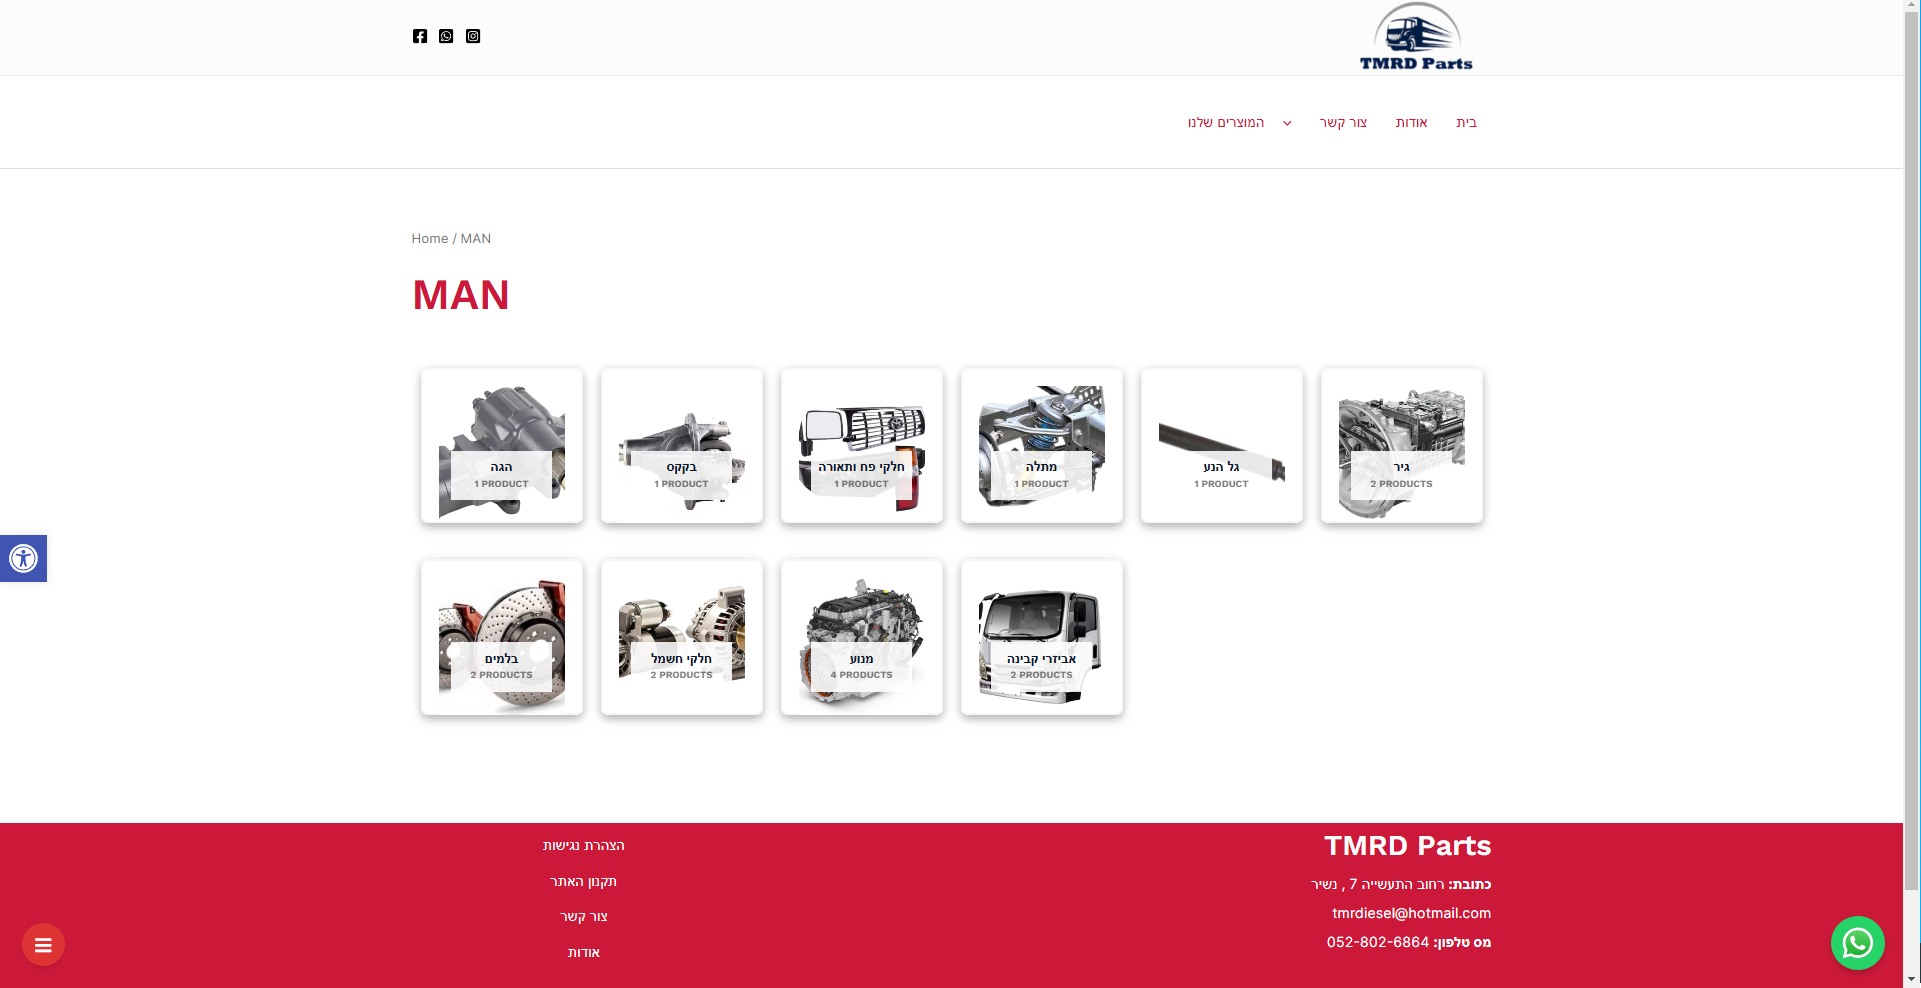 TMRD Parts
בית
אודות
צור קשר
המוצרים שלנו
Home / MAN
MAN
הגה
1 PRODUCT
בקקס
1 PRODUCT
חלקי פח ותאורה
1 PRODUCT
מתלה
1 PRODUCT
גל הנע
1 PRODUCT
גיר
2 PRODUCTS
בלמים
2 PRODUCTS
חלקי חשמל
2 PRODUCTS
מנוע
4 PRODUCTS
אביזרי קבינה
2 PRODUCTS
TMRD Parts
כתובת: רחוב התעשייה 7 , נשיר
tmrdiesel@hotmail.com
מס טלפון: 052-802-6864
הצהרת נגישות
תקנון האתר
צור קשר
אודות